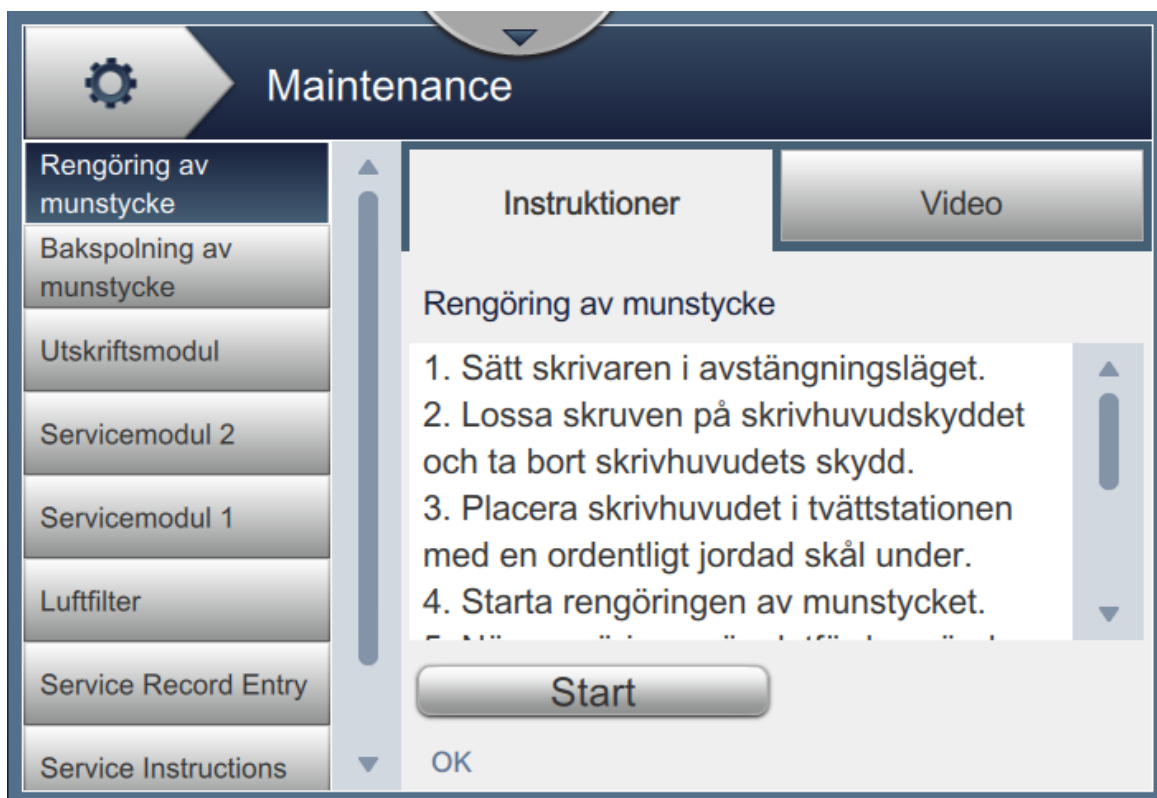 Maintenance
Rengöring av
munstycke
Bakspolning av
munstycke
Utskriftsmodul
Servicemodul 2
Servicemodul 1
Luftfilter
Service Record Entry
Service Instructions
Instruktioner
Video
Rengöring av munstycke
1. Sätt skrivaren i avstängningsläget.
2. Lossa skruven på skrivhuvudskyddet
och ta bort skrivhuvudets skydd.
3. Placera skrivhuvudet i tvättstationen
med en ordentligt jordad skål under.
4. Starta rengöringen av munstycket.
Start
OK